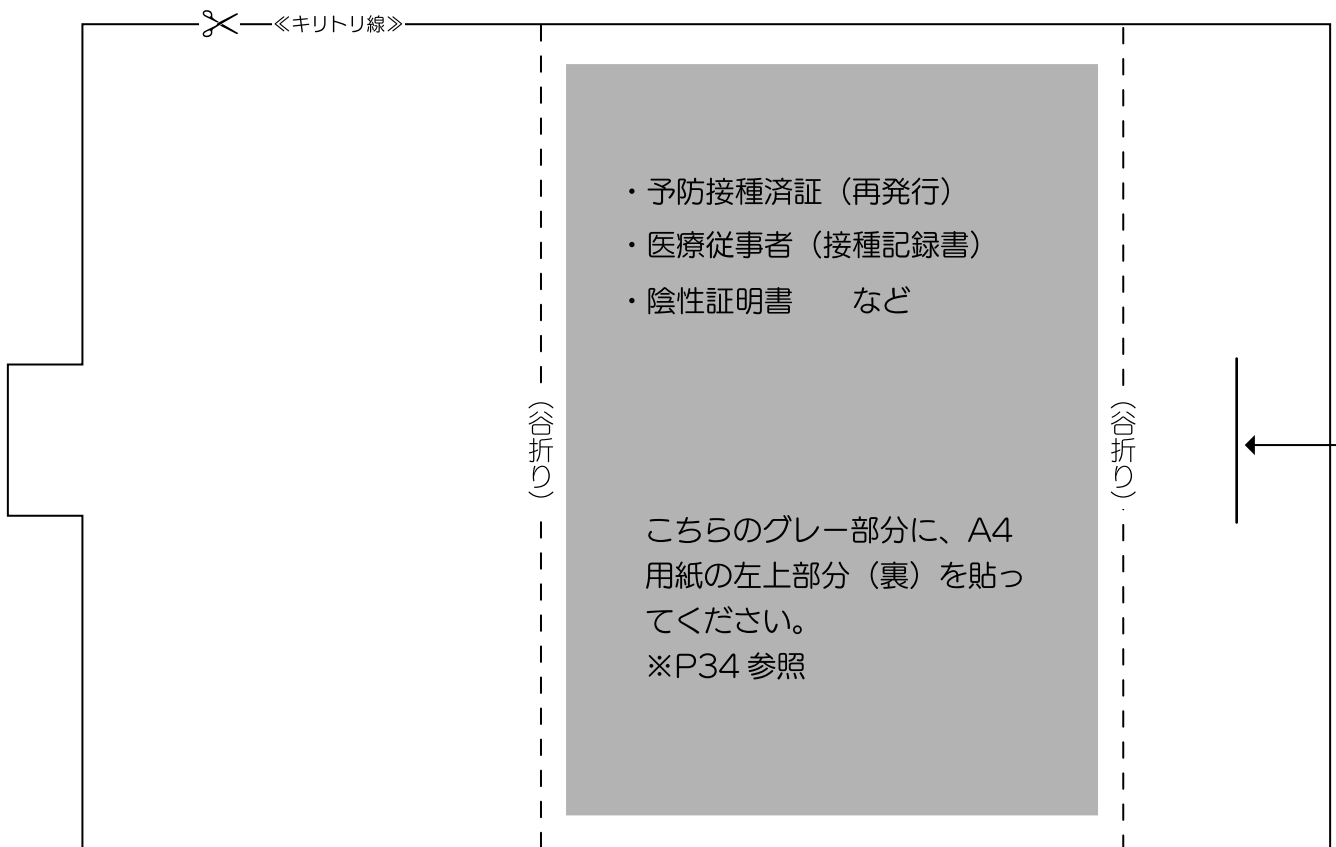 ≪キリトリ線≫
・予防接種済証（再発行）
・医療従事者（接種記録書）
・陰性証明書　　など
（谷折り）
（谷折り）
こちらのグレー部分に、A4
用紙の左上部分（裏）を貼っ
てください。
※P34 参照